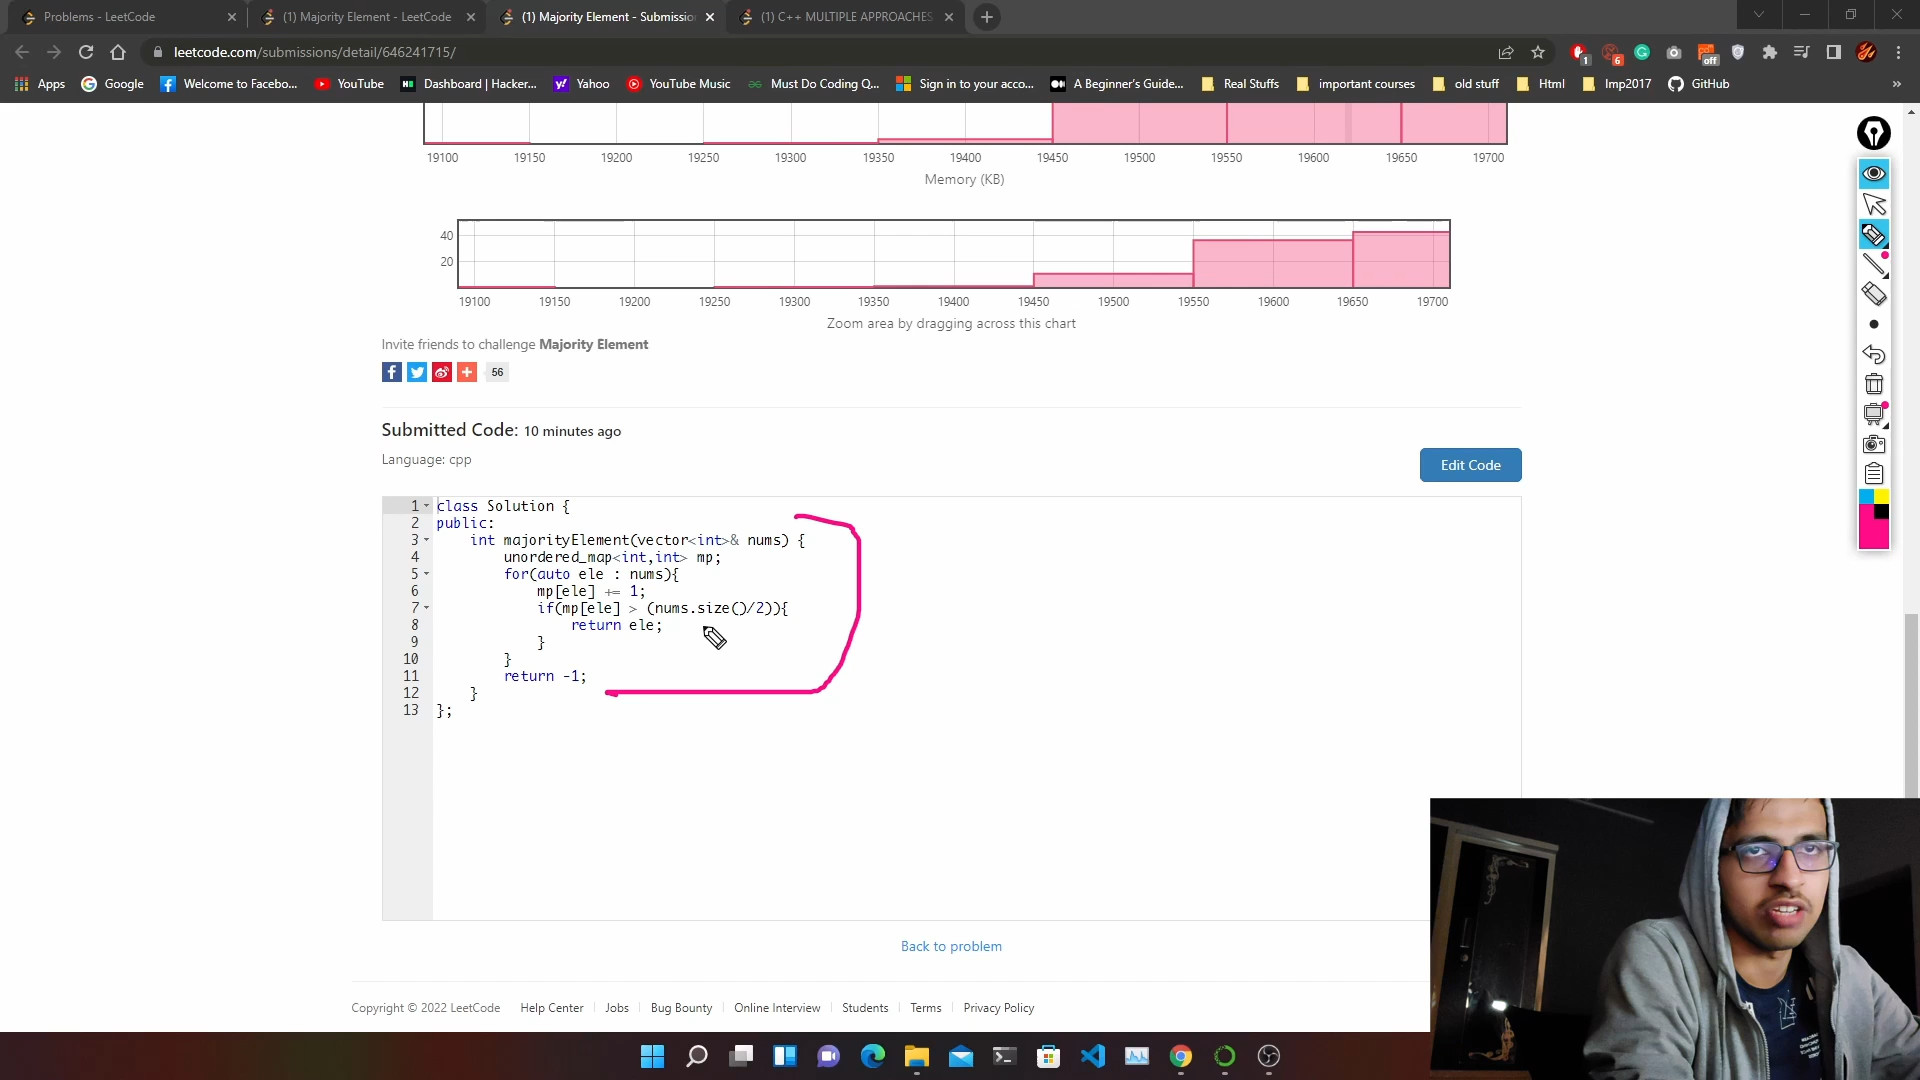 Problems - LeetCode
(1) Majority Element - LeetCode
(1) Majority Element - Submissio
(1) C++ MULTIPLE APPROACHES
leetcode.com/submissions/detail/646241715/
1
6
off
Apps
Google
Welcome to Facebo...
YouTube
Dashboard | Hacker...
Yahoo
YouTube Music
Must Do Coding Q...
Sign in to your acco...
A Beginner's Guide...
Real Stuffs
important courses
old stuff
Html
Imp2017
GitHub
»
19100 19150 19200 19250 19300 19350 19400 19450 19500 19550 19600 19650 19700
Memory (KB)
40
20
19100 19150 19200 19250 19300 19350 19400 19450 19500 19550 19600 19650 19700
Zoom area by dragging across this chart
Invite friends to challenge Majority Element
56
Submitted Code: 10 minutes ago
Language: cpp
Edit Code
1 class Solution {
2 public:
3 int majorityElement(vector<int>& nums) {
4 unordered_map<int,int> mp;
5 for(auto ele : nums){
6 mp[ele] += 1;
7 if(mp[ele] > (nums.size()/2)){
8 return ele;
9 }
10 }
11 return -1;
12 }
13 };
Back to problem
Copyright © 2022 LeetCode
Help Center
Jobs
Bug Bounty
Online Interview
Students
Terms
Privacy Policy